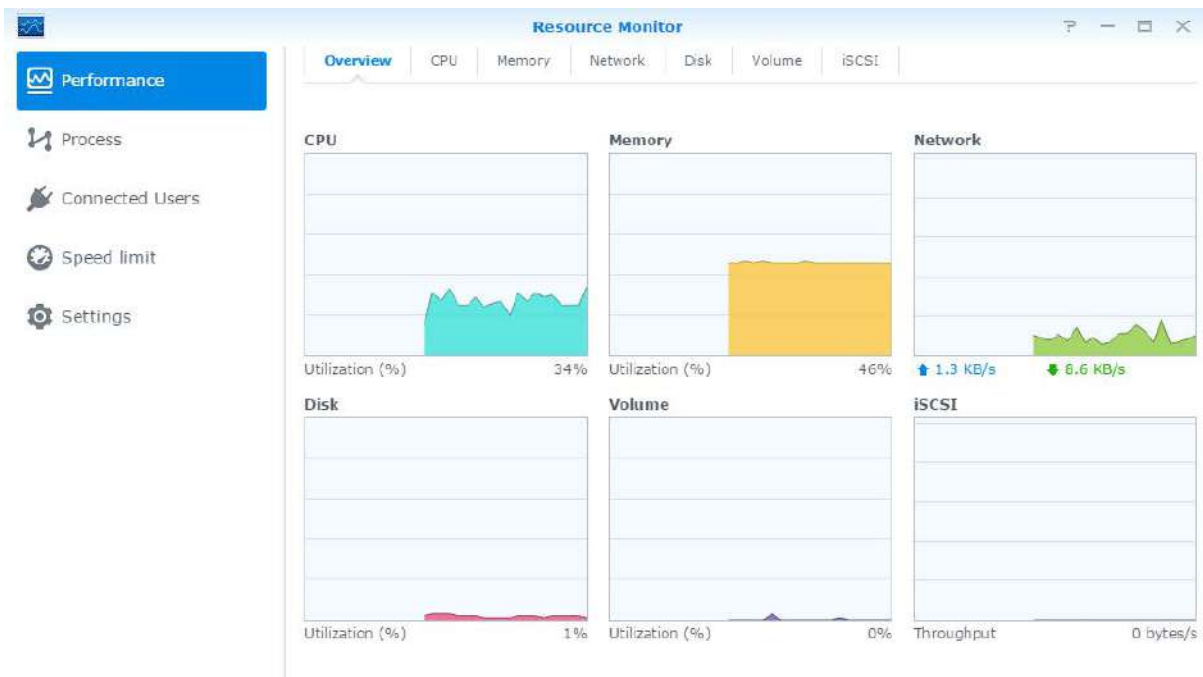 Resource Monitor
Performance
Process
Connected Users
Speed limit
Settings
Overview CPU Memory Network Disk Volume iSCSI
CPU Memory Network
Utilization (%) 34% Utilization (%) 46% 1.3 KB/s 8.6 KB/s
Disk Volume iSCSI
Utilization (%) 1% Utilization (%) 0% Throughput 0 bytes/s